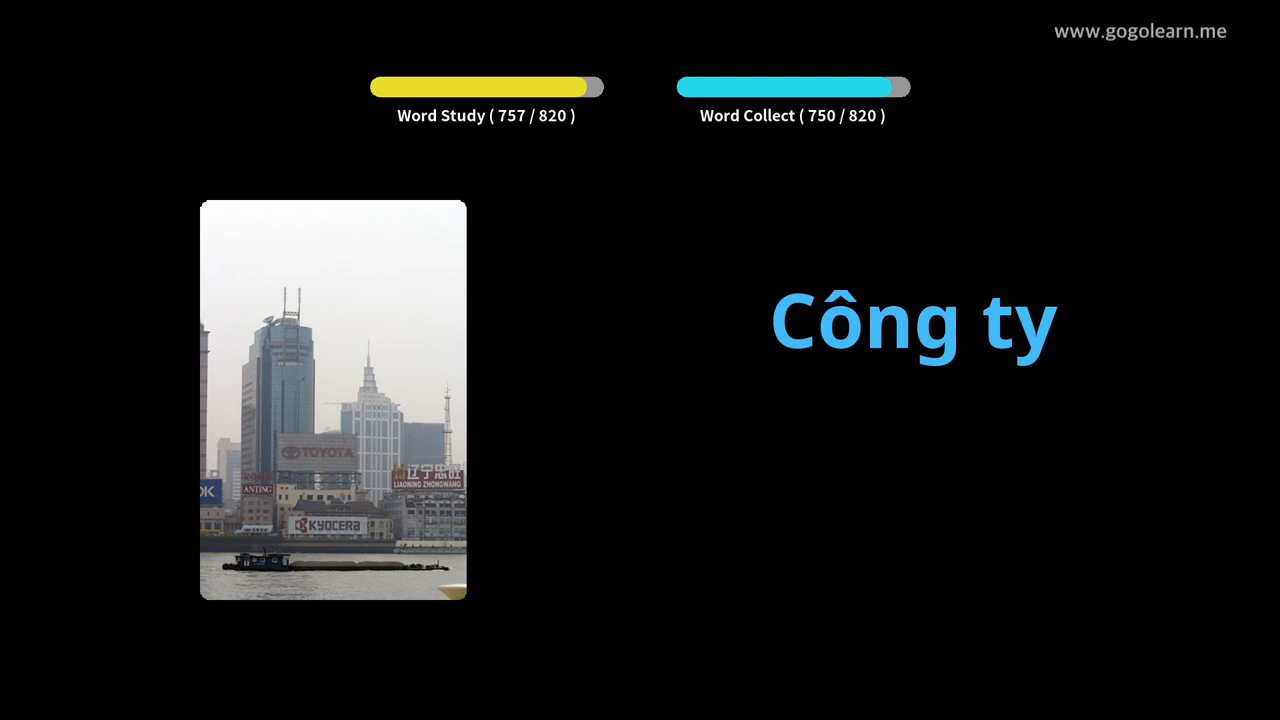 www.gogolearn.me
Word Study ( 757 / 820 )
Word Collect ( 750 / 820 )
Công ty
TOYOTA
辽宁忠旺
LIAONING ZHONGWANG
OK
ANTING
KYOCERA